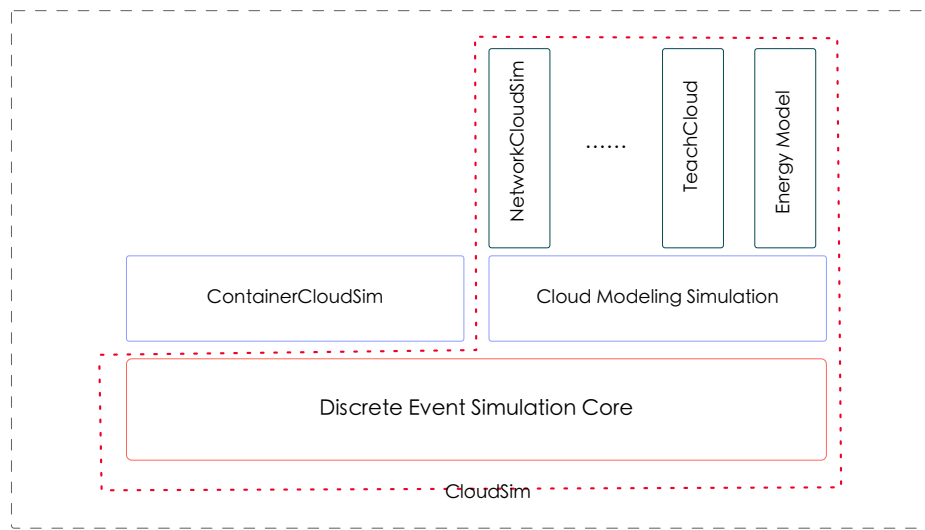 NetworkCloudSim
......
TeachCloud
Energy Model
ContainerCloudSim
Cloud Modeling Simulation
Discrete Event Simulation Core
CloudSim